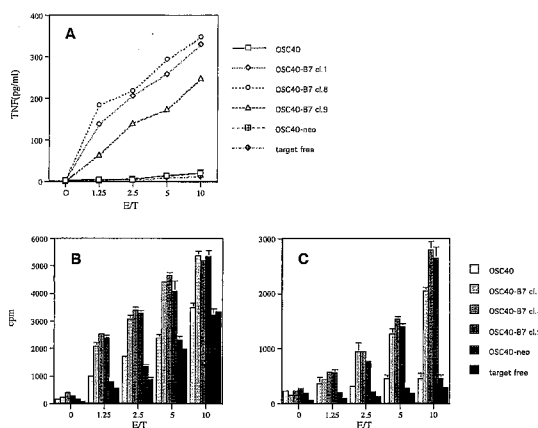 A
400
300
200
100
0
TNF(pg/ml)
0 1.25 2.5 5 10
E/T
OSC40
OSC40-B7 cl.1
OSC40-B7 cl.8
OSC40-B7 cl.9
OSC40-neo
target free
B
6000
5000
4000
3000
2000
1000
0
cpm
0 1.25 2.5 5 10
E/T
C
3000
2000
1000
0
0 1.25 2.5 5 10
E/T
OSC40
OSC40-B7 cl.
OSC40-B7 cl.
OSC40-B7 cl.
OSC40-neo
target free